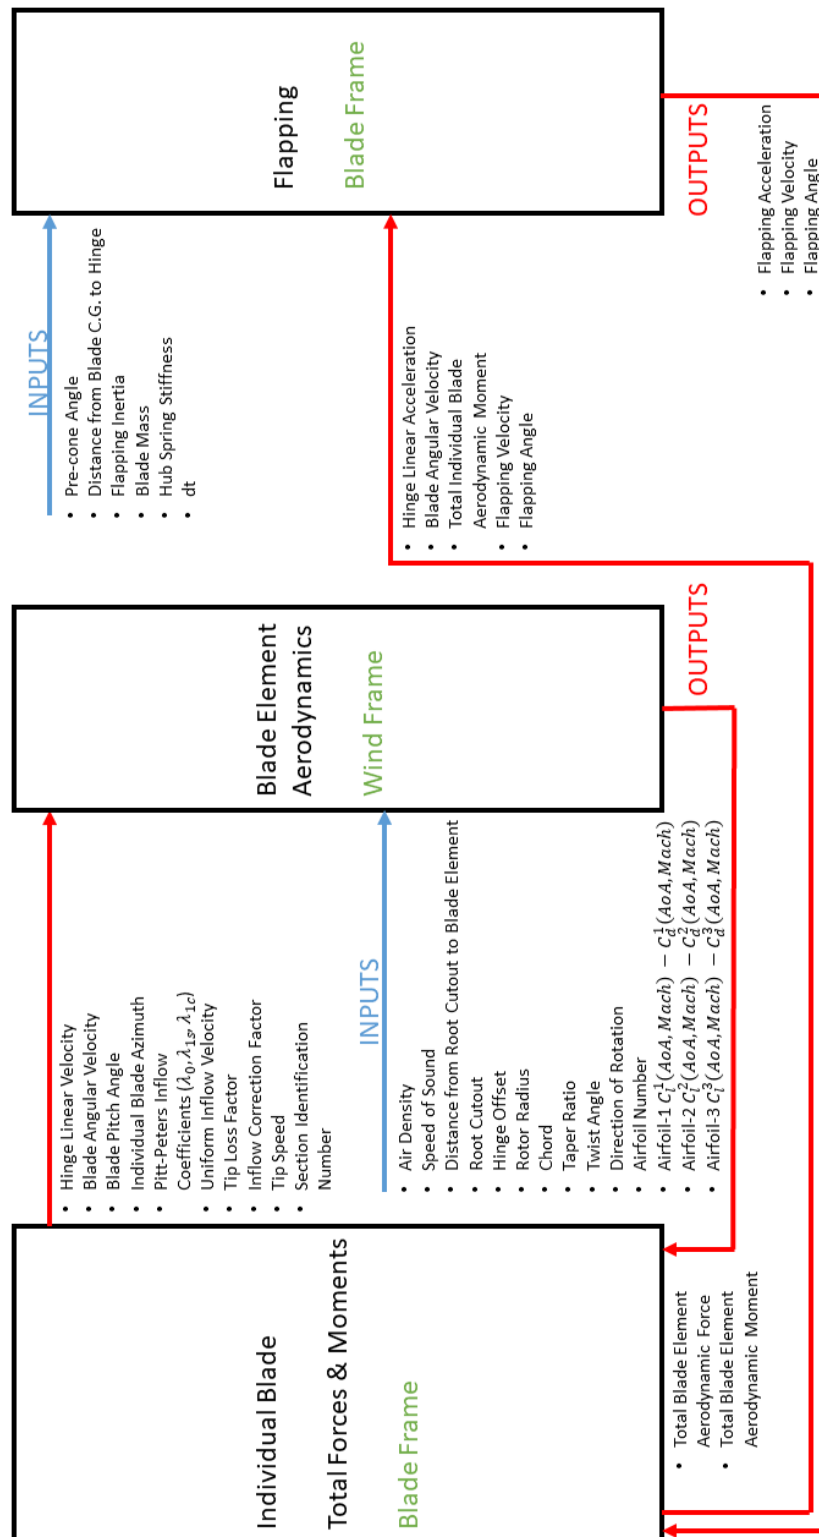 Individual Blade
Total Forces & Moments
Blade Frame
• Hinge Linear Velocity
• Blade Angular Velocity
• Blade Pitch Angle
• Individual Blade Azimuth
• Pitt-Peters Inflow
Coefficients (λ₀, λ₁ₛ, λ₁c)
• Uniform Inflow Velocity
• Tip Loss Factor
• Inflow Correction Factor
• Tip Speed
• Section Identification
Number
INPUTS
• Air Density
• Speed of Sound
• Distance from Root Cutout to Blade Element
• Root Cutout
• Hinge Offset
• Rotor Radius
• Chord
• Taper Ratio
• Twist Angle
• Direction of Rotation
• Airfoil Number
• Airfoil-1 C_l^1(AoA, Mach) − C_d^1(AoA, Mach)
• Airfoil-2 C_l^2(AoA, Mach) − C_d^2(AoA, Mach)
• Airfoil-3 C_l^3(AoA, Mach) − C_d^3(AoA, Mach)
• Total Blade Element
Aerodynamic Force
• Total Blade Element
Aerodynamic Moment
Blade Element
Aerodynamics
Wind Frame
OUTPUTS
INPUTS
• Pre-cone Angle
• Distance from Blade C.G. to Hinge
• Flapping Inertia
• Blade Mass
• Hub Spring Stiffness
• dt
• Hinge Linear Acceleration
• Blade Angular Velocity
• Total Individual Blade
Aerodynamic Moment
• Flapping Velocity
• Flapping Angle
Flapping
Blade Frame
OUTPUTS
• Flapping Acceleration
• Flapping Velocity
• Flapping Angle